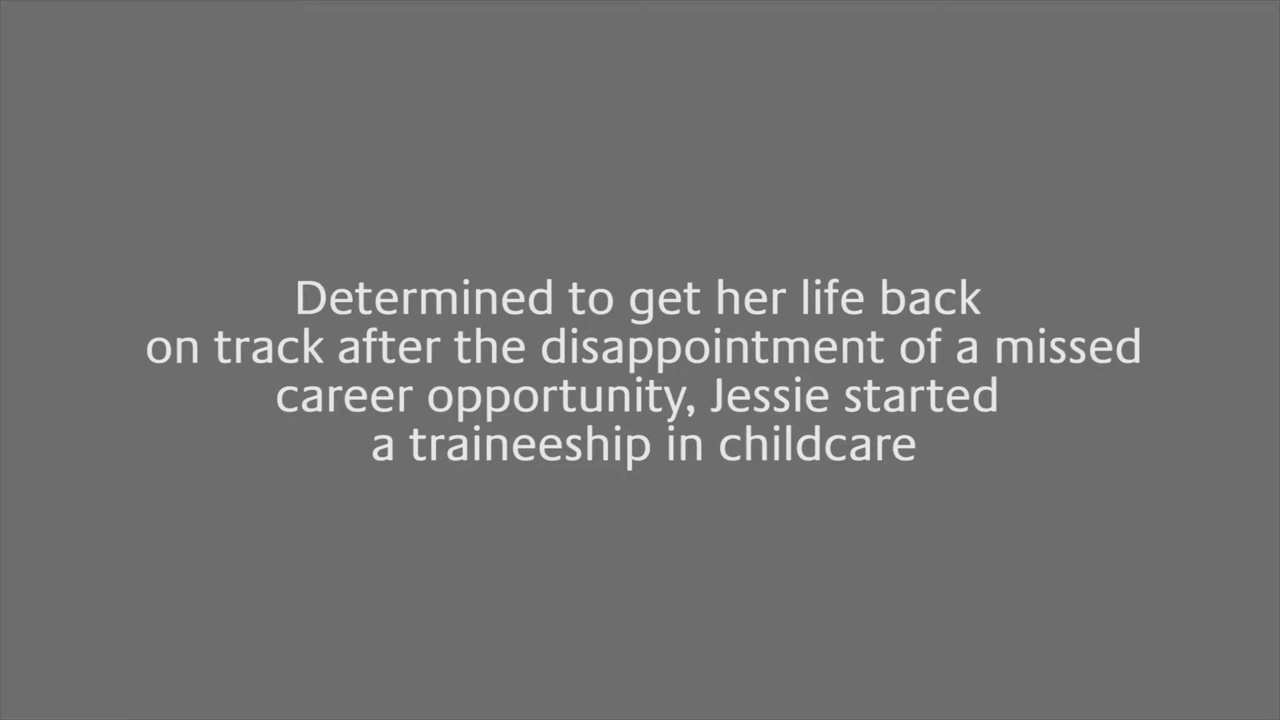 Determined to get her life back
on track after the disappointment of a missed
career opportunity, Jessie started
a traineeship in childcare